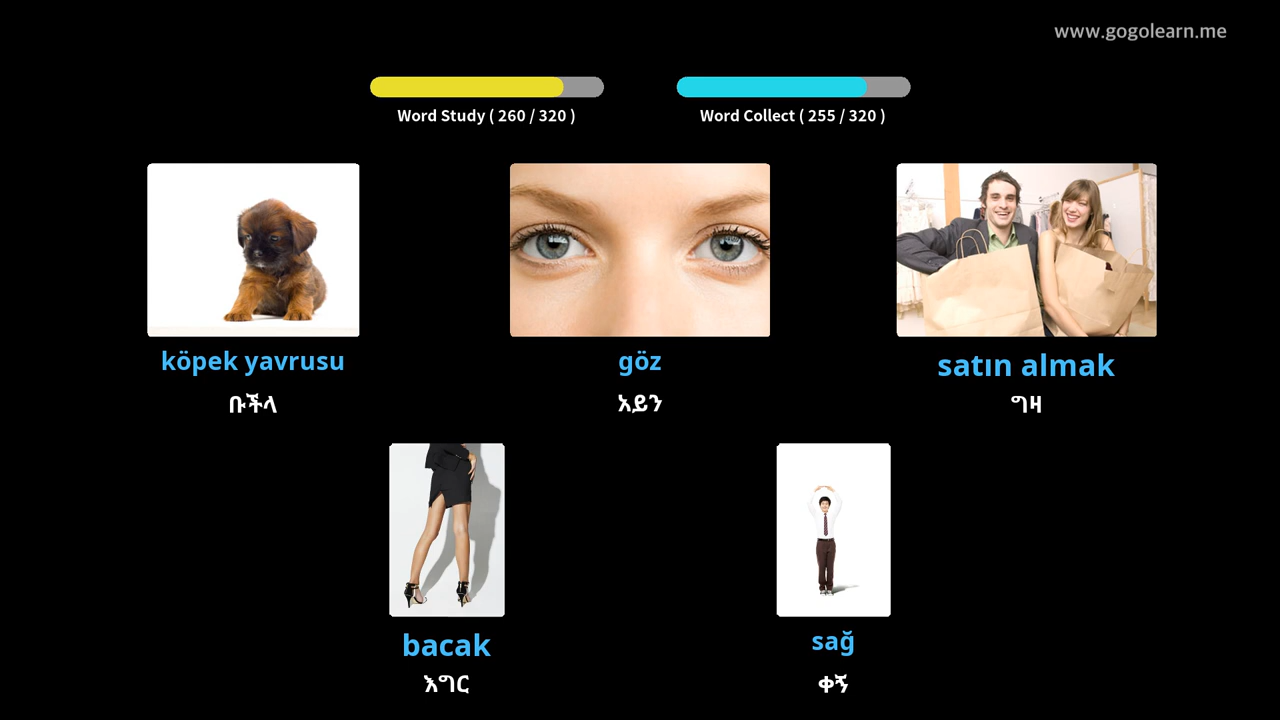 www.gogolearn.me
Word Study ( 260 / 320 )
Word Collect ( 255 / 320 )
köpek yavrusu
ቡችላ
göz
አይን
satın almak
ግዛ
bacak
እግር
sağ
ቀኝ